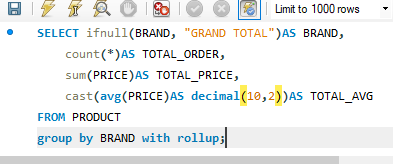 Limit to 1000 rows
SELECT ifnull(BRAND, "GRAND TOTAL")AS BRAND,
count(*)AS TOTAL_ORDER,
sum(PRICE)AS TOTAL_PRICE,
cast(avg(PRICE)AS decimal(10,2))AS TOTAL_AVG
FROM PRODUCT
group by BRAND with rollup;